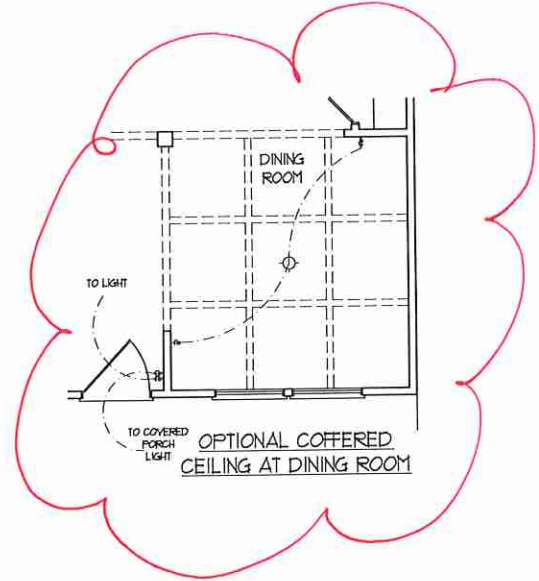 DINING
ROOM
TO LIGHT
TO COVERED
PORCH
LIGHT
OPTIONAL COFFERED
CEILING AT DINING ROOM